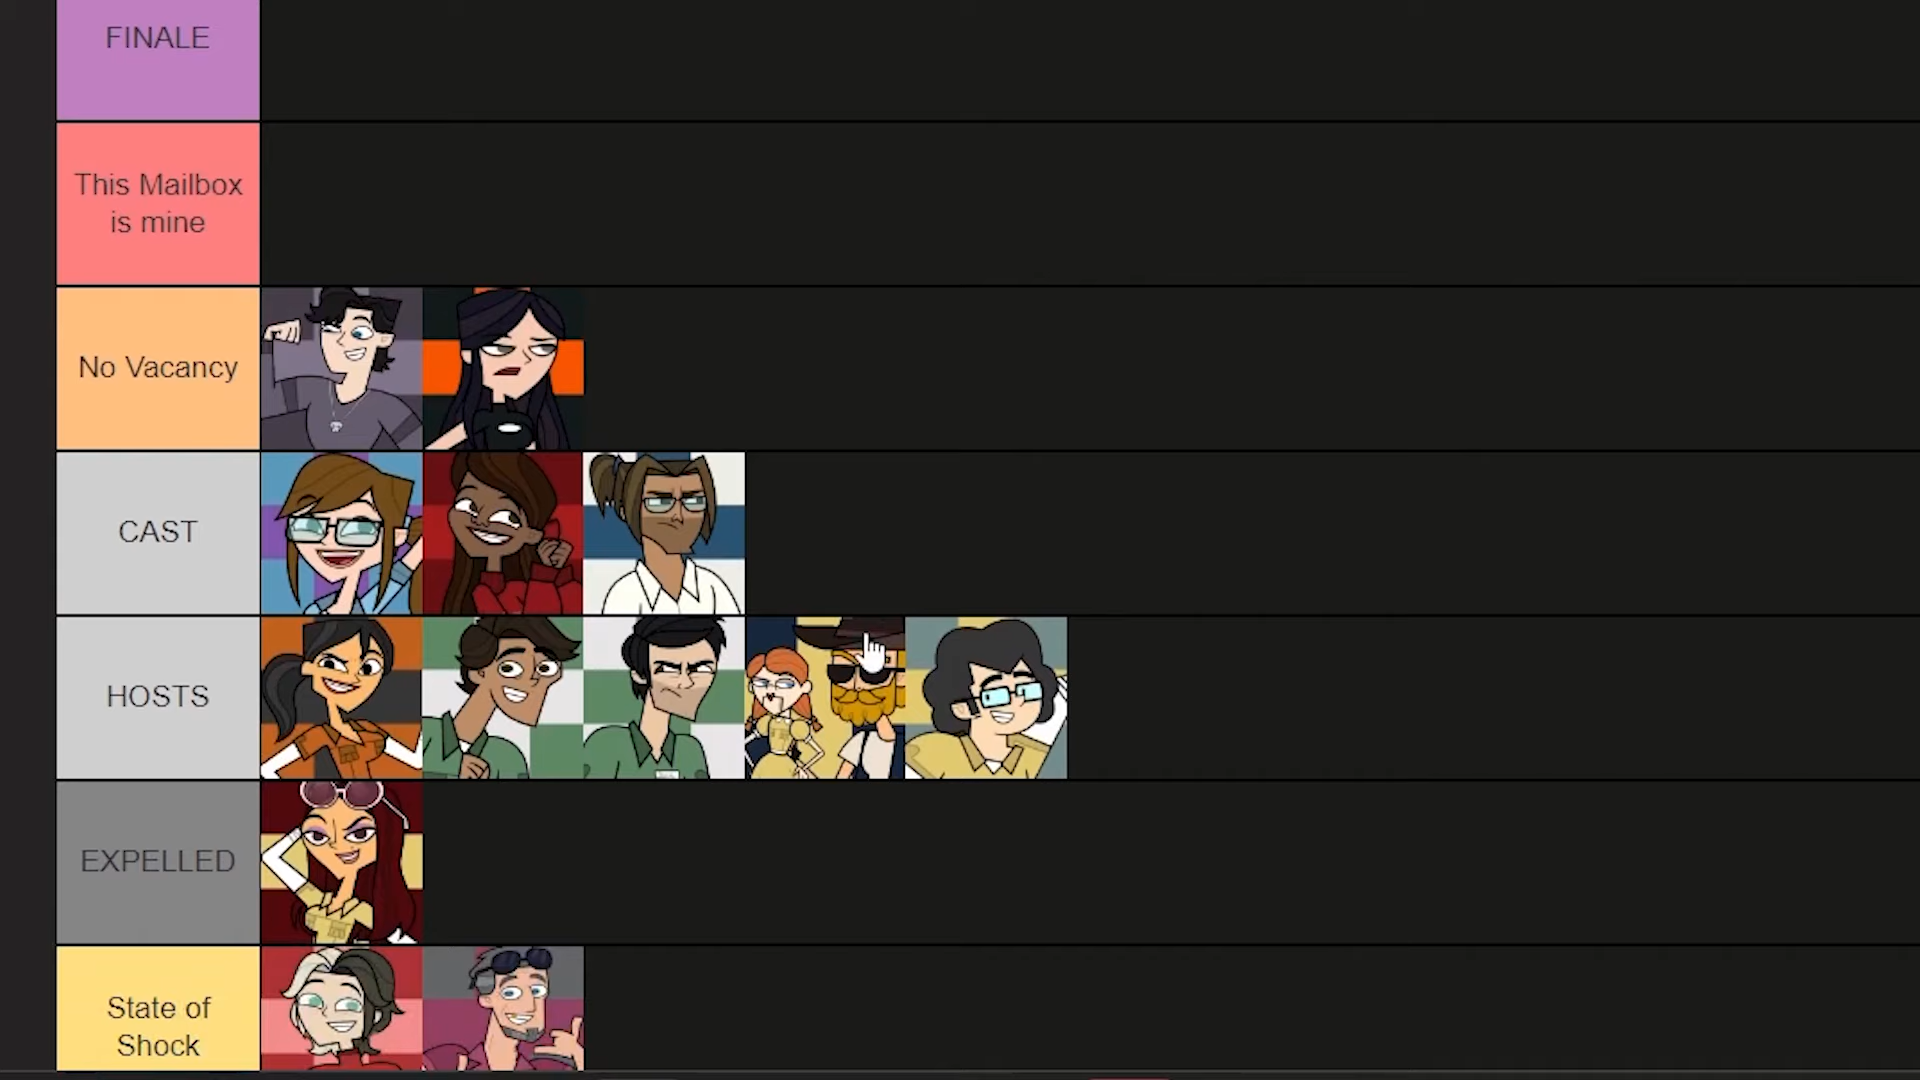 FINALE
This Mailbox
is mine
No Vacancy
CAST
HOSTS
EXPELLED
State of
Shock